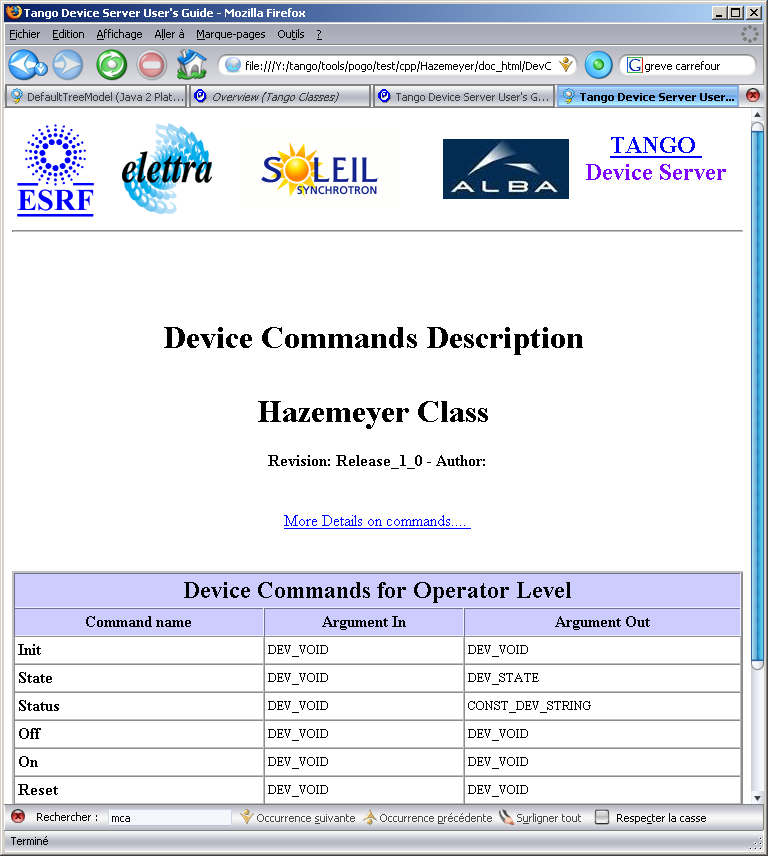 Tango Device Server User's Guide - Mozilla Firefox
Fichier Edition Affichage Aller à Marque-pages Outils ?
file:///Y:/tango/tools/pogo/test/cpp/Hazemeyer/doc_html/DevC
G greve carrefour
DefaultTreeModel (Java 2 Plat... Overview (Tango Classes) Tango Device Server User's G... Tango Device Server User...
ESRF elettra SOLEIL SYNCHROTRON ALBA TANGO
Device Server
Device Commands Description
Hazemeyer Class
Revision: Release_1_0 - Author:
More Details on commands....
Device Commands for Operator Level
Command name Argument In Argument Out
Init DEV_VOID DEV_VOID
State DEV_VOID DEV_STATE
Status DEV_VOID CONST_DEV_STRING
Off DEV_VOID DEV_VOID
On DEV_VOID DEV_VOID
Reset DEV_VOID DEV_VOID
Rechercher : mca Occurrence suivante Occurrence précédente Surligner tout Respecter la casse
Terminé